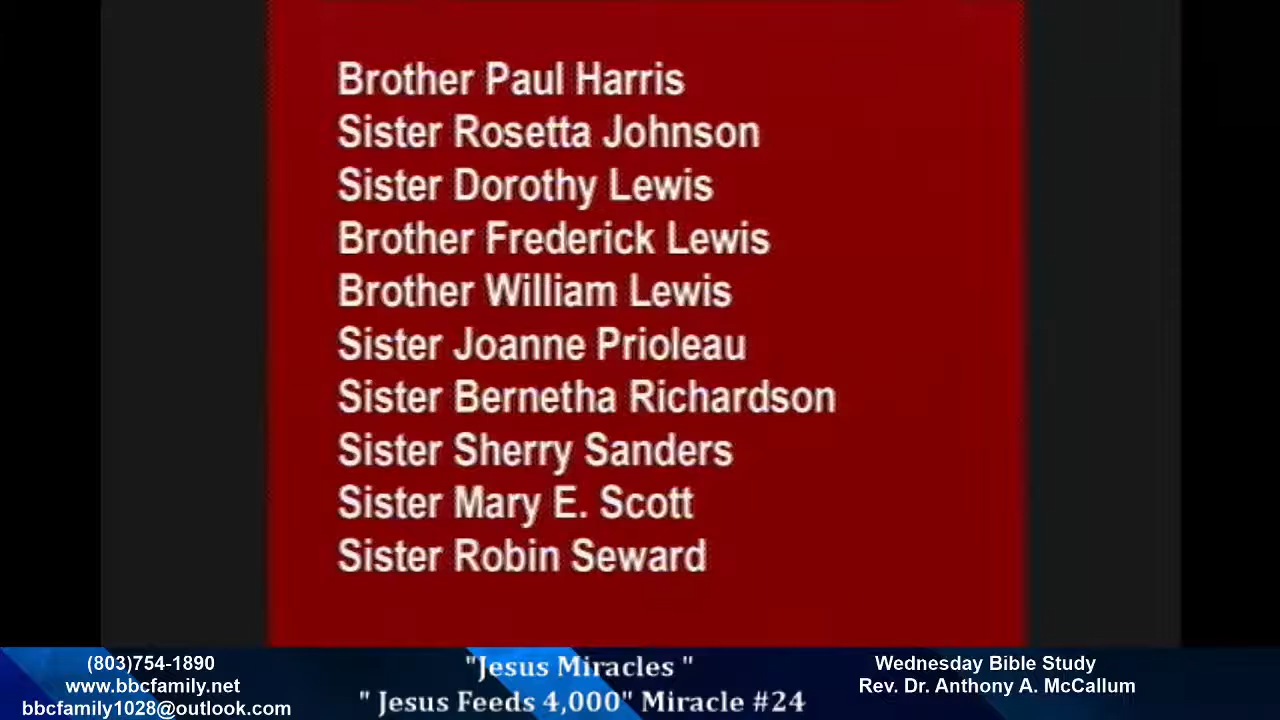 Brother Paul Harris
Sister Rosetta Johnson
Sister Dorothy Lewis
Brother Frederick Lewis
Brother William Lewis
Sister Joanne Prioleau
Sister Bernetha Richardson
Sister Sherry Sanders
Sister Mary E. Scott
Sister Robin Seward
(803)754-1890
www.bbcfamily.net
bbcfamily1028@outlook.com
"Jesus Miracles "
" Jesus Feeds 4,000" Miracle #24
Wednesday Bible Study
Rev. Dr. Anthony A. McCallum